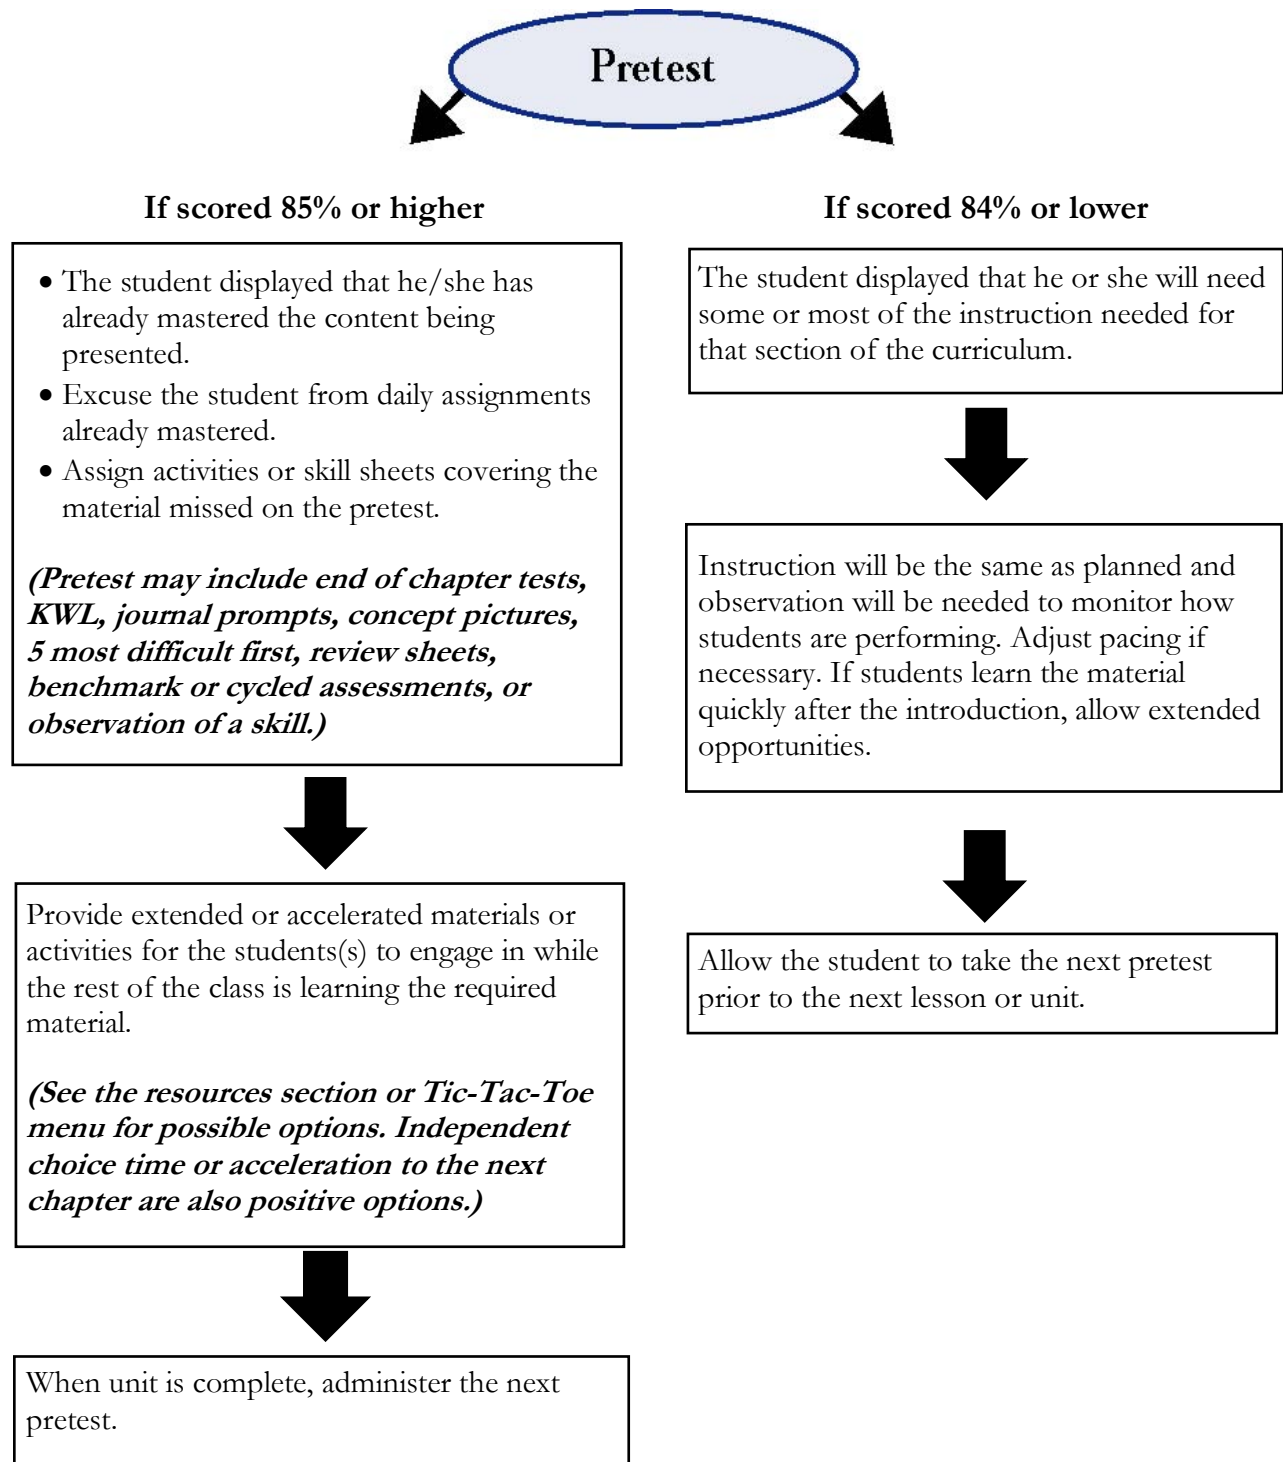 Pretest
If scored 85% or higher
• The student displayed that he/she has
already mastered the content being
presented.
• Excuse the student from daily assignments
already mastered.
• Assign activities or skill sheets covering the
material missed on the pretest.
(Pretest may include end of chapter tests,
KWL, journal prompts, concept pictures,
5 most difficult first, review sheets,
benchmark or cycled assessments, or
observation of a skill.)
Provide extended or accelerated materials or
activities for the students(s) to engage in while
the rest of the class is learning the required
material.
(See the resources section or Tic-Tac-Toe
menu for possible options. Independent
choice time or acceleration to the next
chapter are also positive options.)
When unit is complete, administer the next
pretest.
If scored 84% or lower
The student displayed that he or she will need
some or most of the instruction needed for
that section of the curriculum.
Instruction will be the same as planned and
observation will be needed to monitor how
students are performing. Adjust pacing if
necessary. If students learn the material
quickly after the introduction, allow extended
opportunities.
Allow the student to take the next pretest
prior to the next lesson or unit.